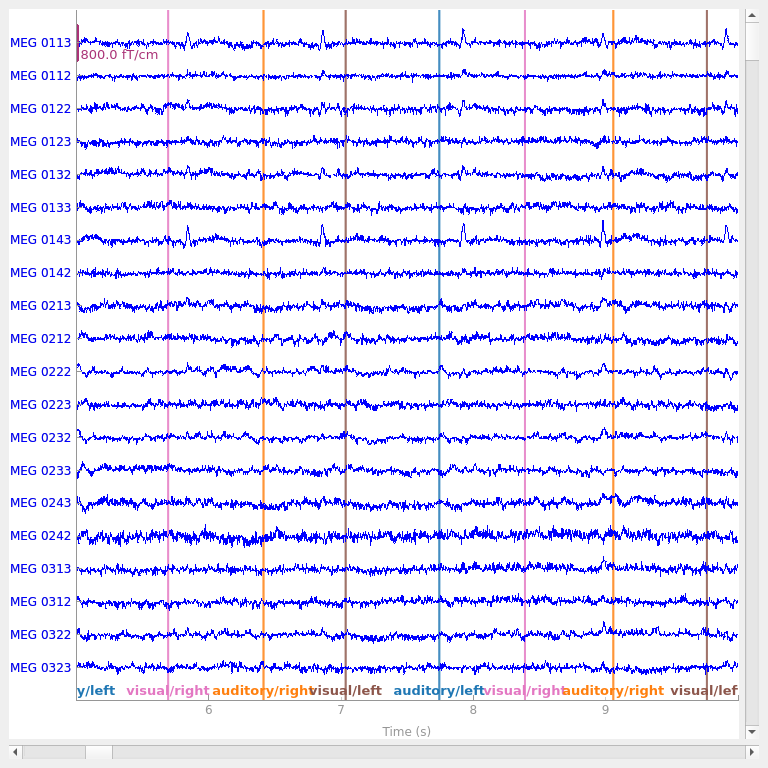 MEG 0113
800.0 fT/cm
MEG 0112
MEG 0122
MEG 0123
MEG 0132
MEG 0133
MEG 0143
MEG 0142
MEG 0213
MEG 0212
MEG 0222
MEG 0223
MEG 0232
MEG 0233
MEG 0243
MEG 0242
MEG 0313
MEG 0312
MEG 0322
MEG 0323
y/left visual/right auditory/right visual/left auditory/left visual/right auditory/right visual/lef
6 7 8 9
Time (s)